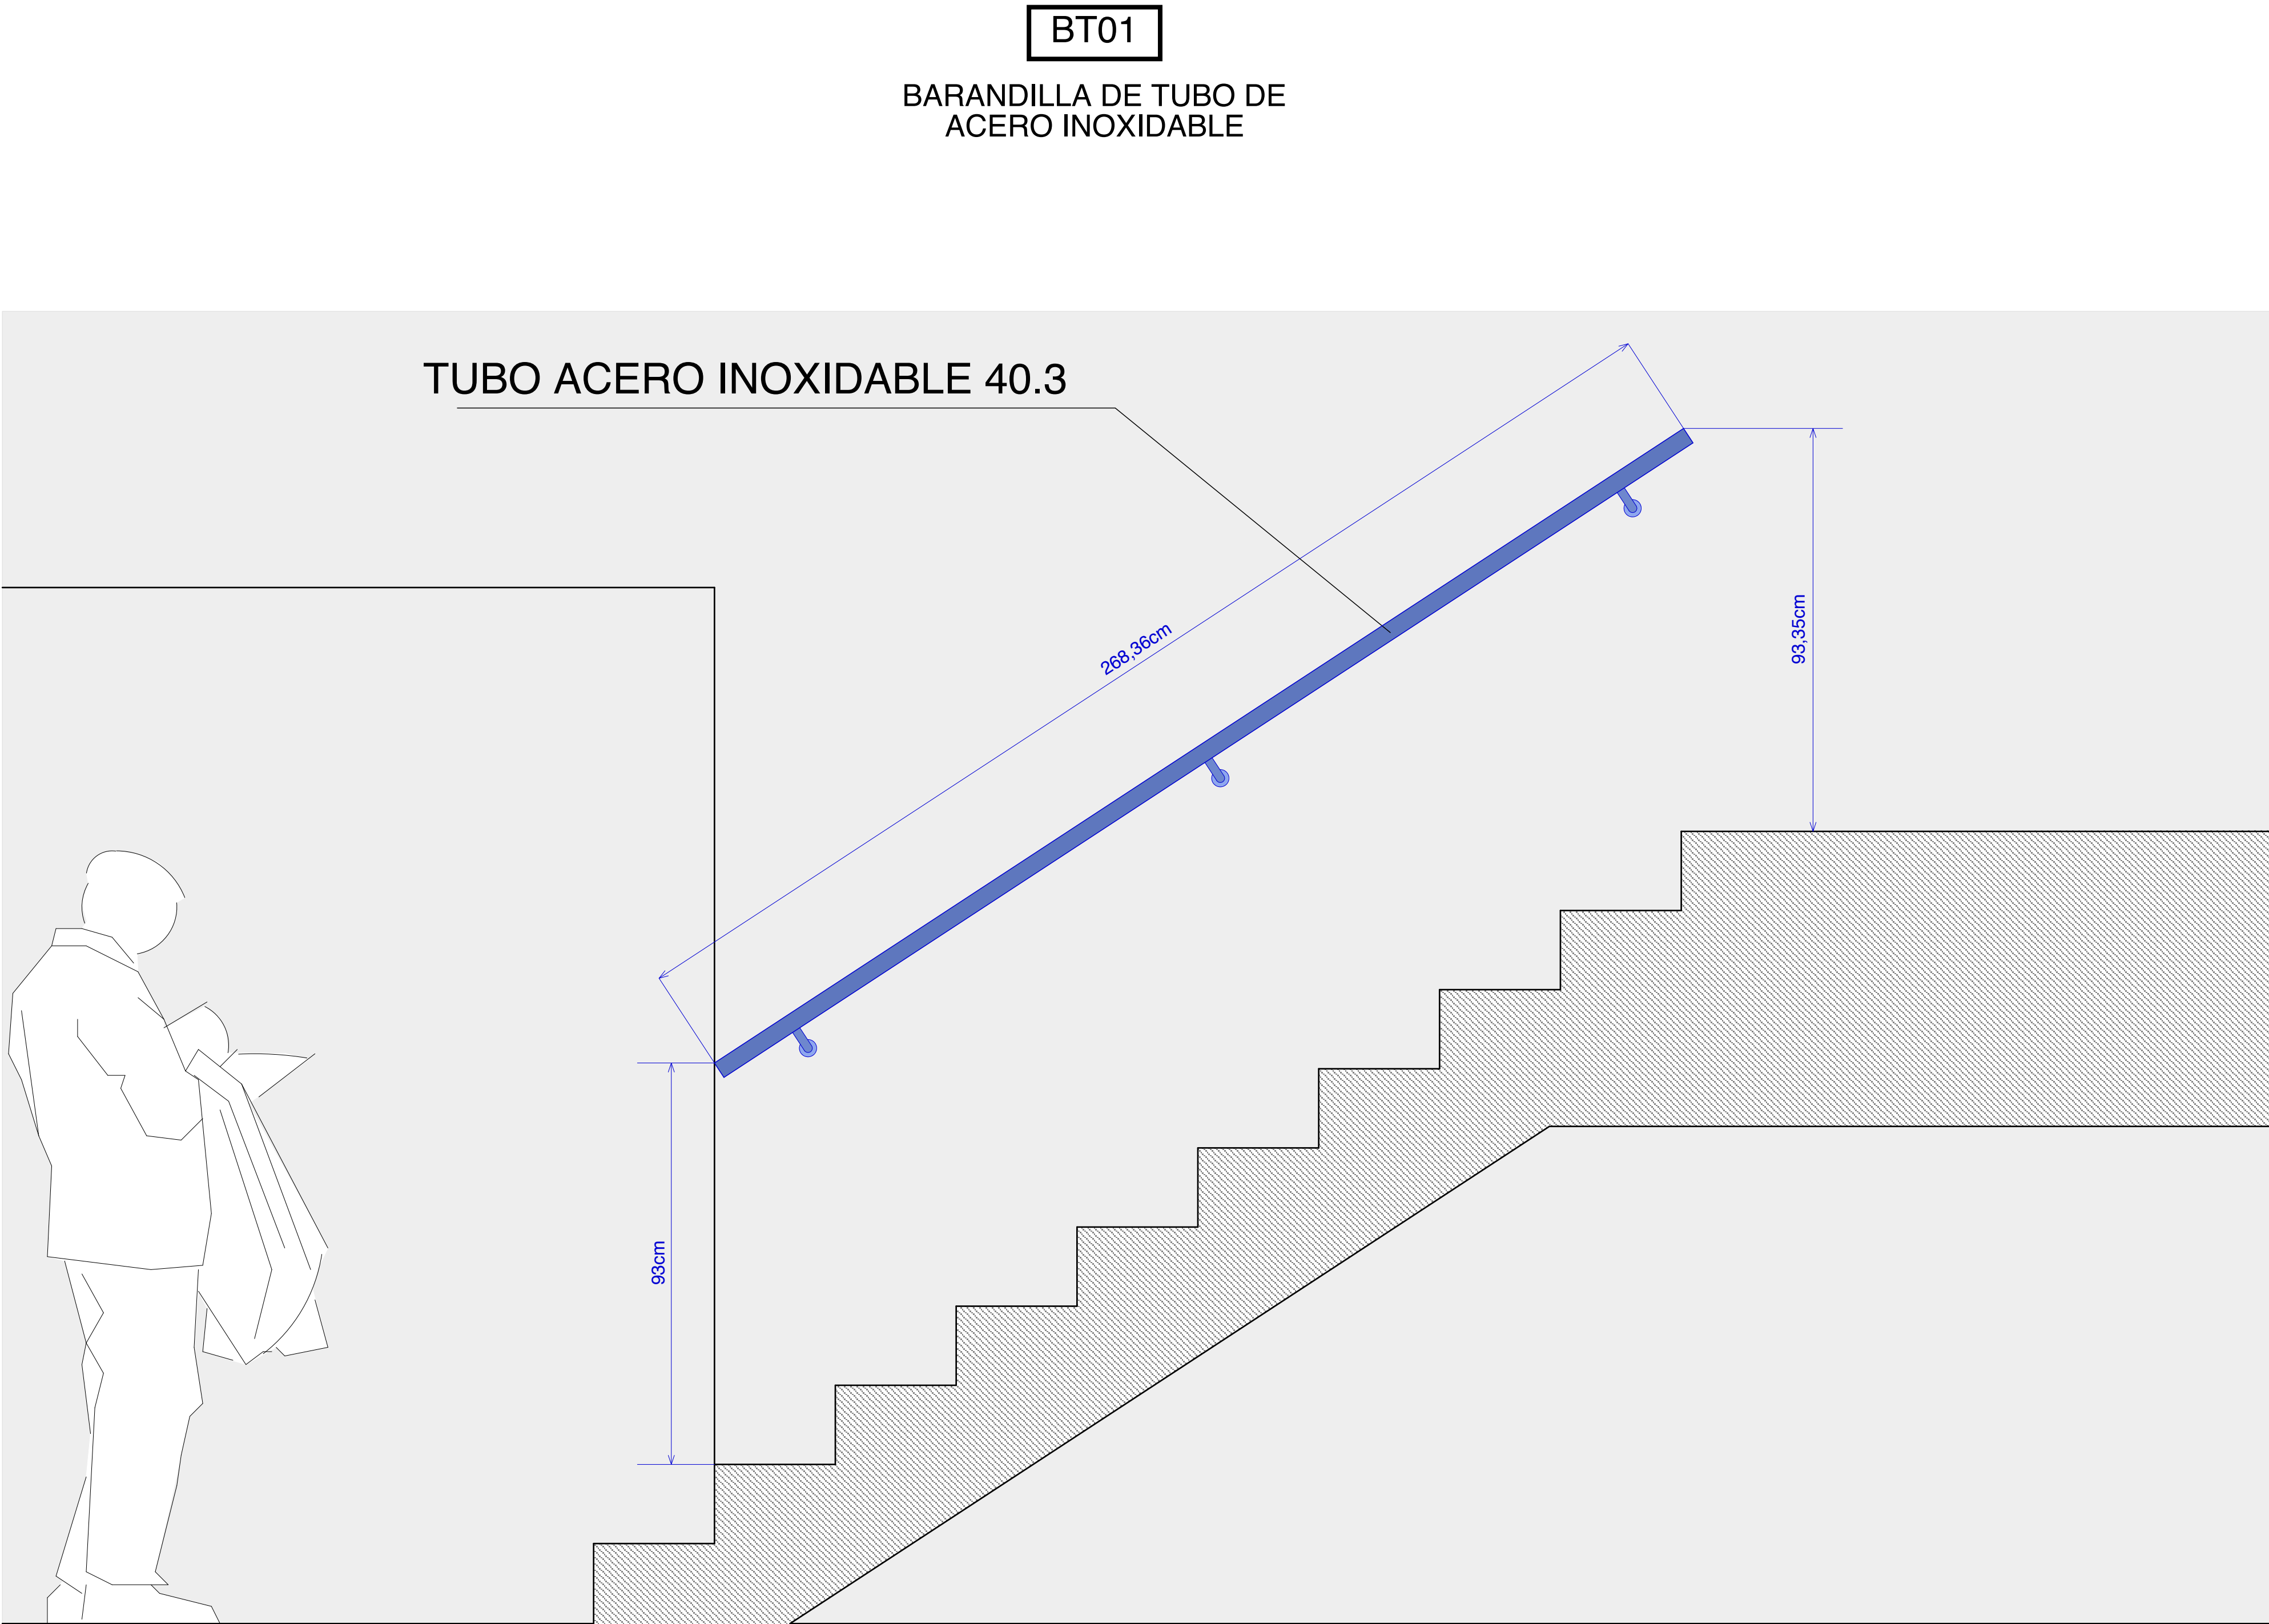 BT01
BARANDILLA DE TUBO DE
ACERO INOXIDABLE
TUBO ACERO INOXIDABLE 40.3
268,36cm
93,35cm
93cm